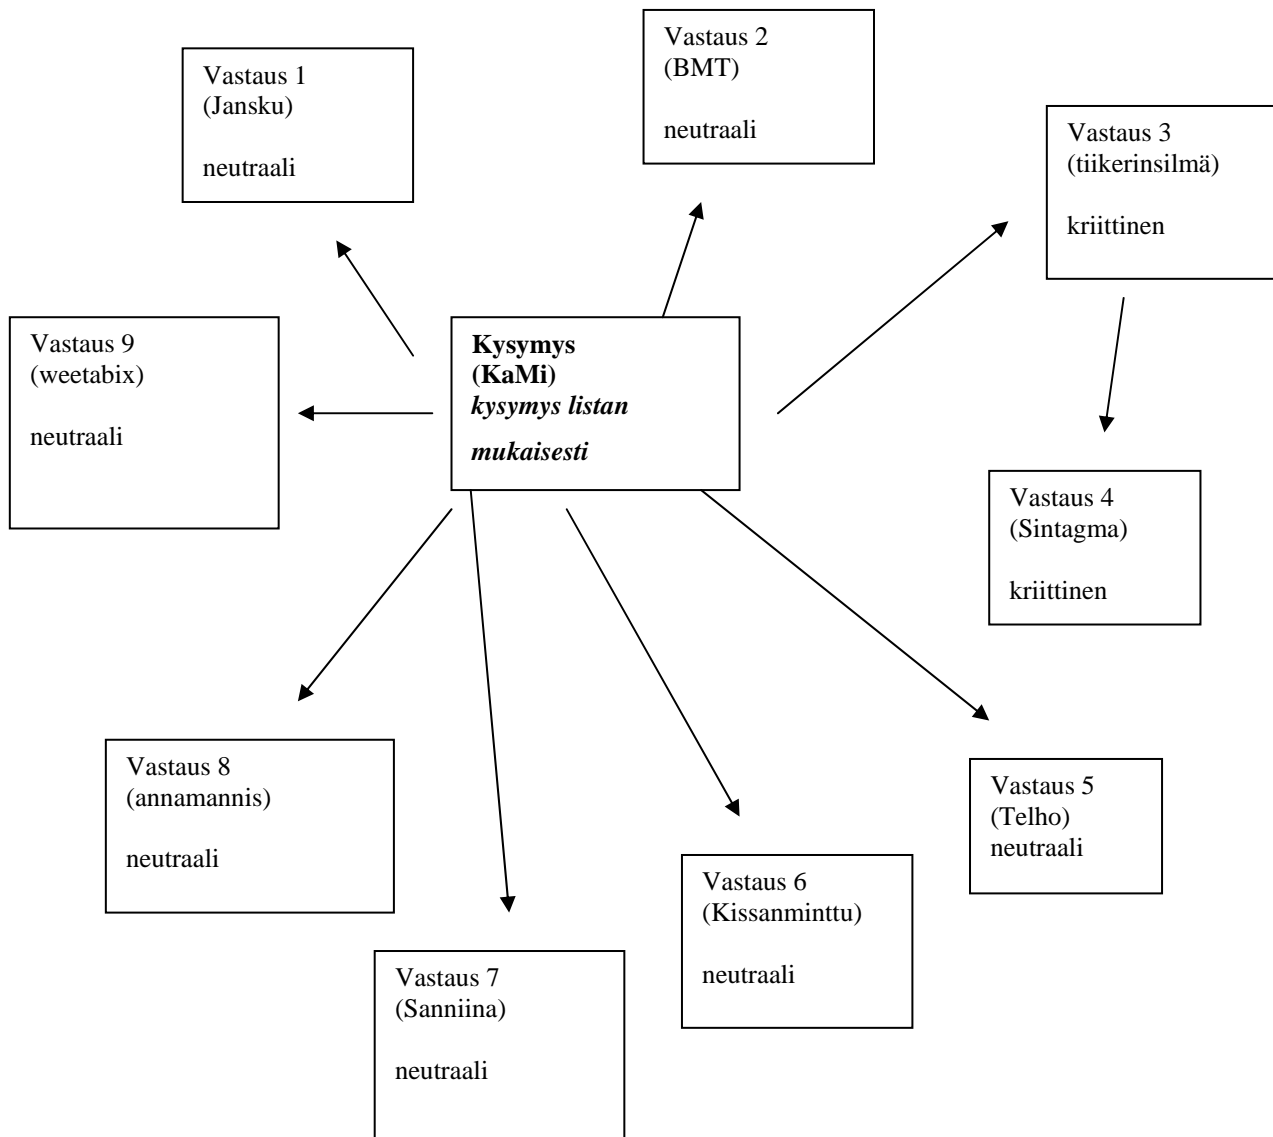 Vastaus 1
(Jansku)
neutraali
Vastaus 2
(BMT)
neutraali
Vastaus 3
(tiikerinsilmä)
kriittinen
Vastaus 9
(weetabix)
neutraali
Kysymys
(KaMi)
kysymys listan
mukaisesti
Vastaus 4
(Sintagma)
kriittinen
Vastaus 8
(annamannis)
neutraali
Vastaus 5
(Telho)
neutraali
Vastaus 6
(Kissanminttu)
neutraali
Vastaus 7
(Sanniina)
neutraali